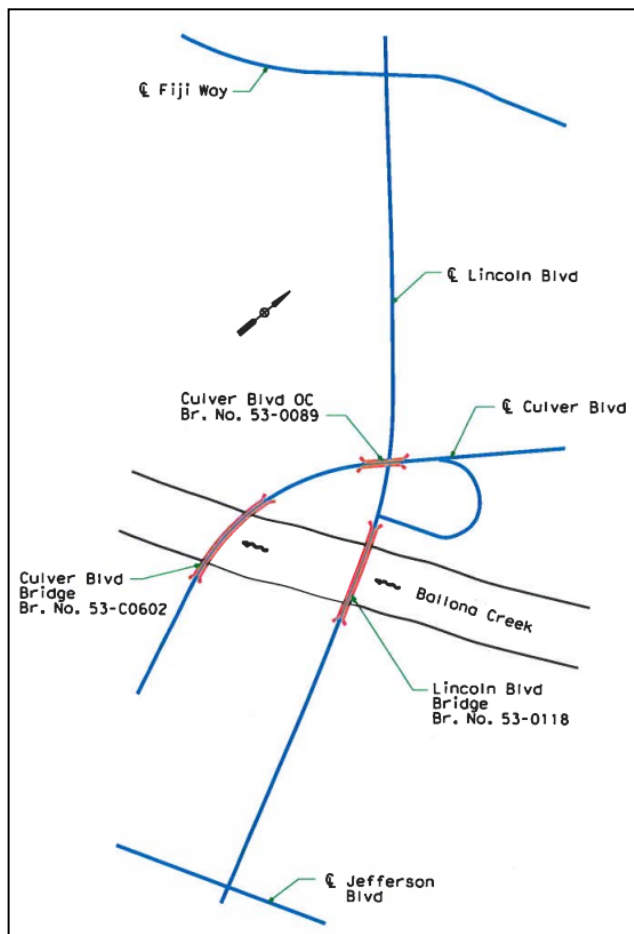 ℄ Fiji Way
℄ Lincoln Blvd
Culver Blvd OC
Br. No. 53-0089
℄ Culver Blvd
Culver Blvd
Bridge
Br. No. 53-C0602
Ballona Creek
Lincoln Blvd
Bridge
Br. No. 53-0118
℄ Jefferson
Blvd